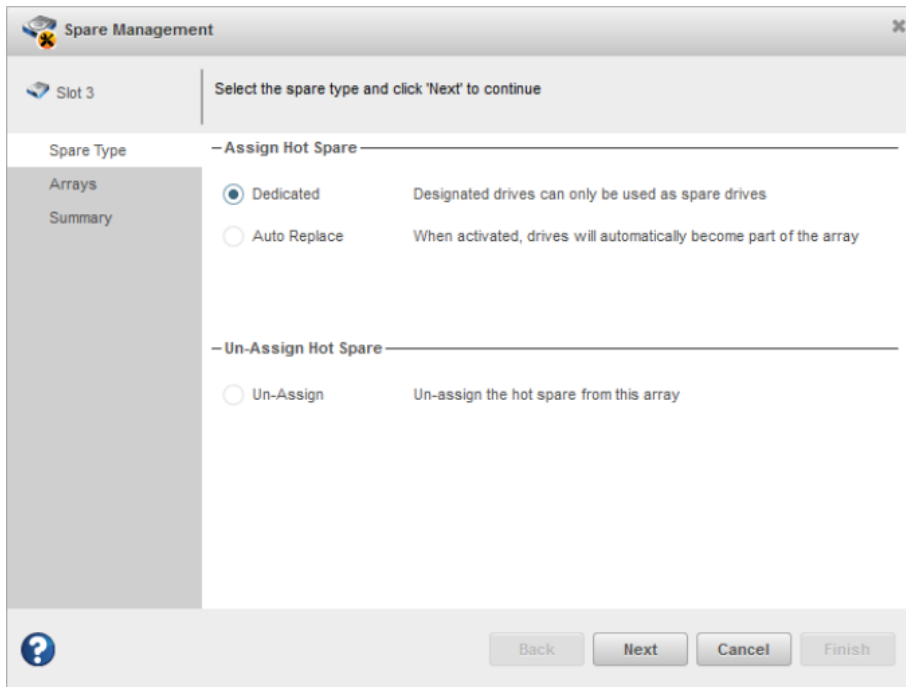 Spare Management
Slot 3
Select the spare type and click 'Next' to continue
Spare Type
Arrays
Summary
Assign Hot Spare
Dedicated Designated drives can only be used as spare drives
Auto Replace When activated, drives will automatically become part of the array
Un-Assign Hot Spare
Un-Assign Un-assign the hot spare from this array
? Back Next Cancel Finish